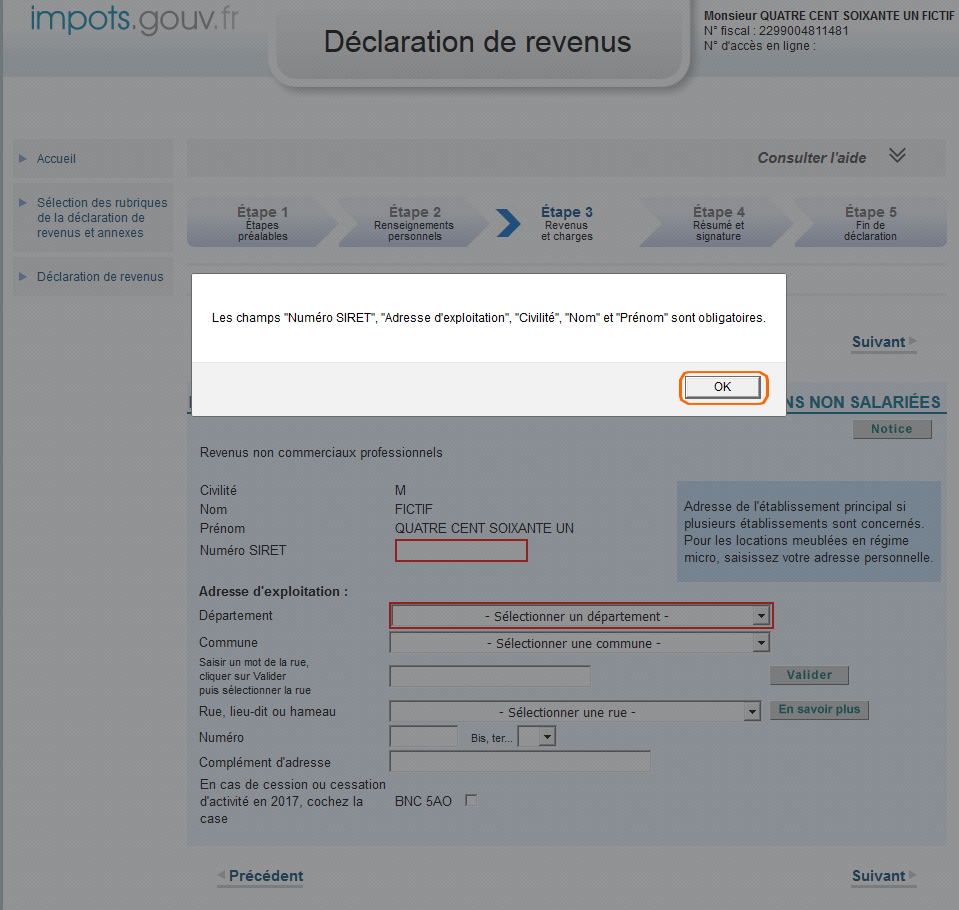 impots.gouv.fr
Déclaration de revenus
Monsieur QUATRE CENT SOIXANTE UN FICTIF
N° fiscal : 2299004811481
N° d'accès en ligne :
Accueil
Sélection des rubriques
de la déclaration de
revenus et annexes
Déclaration de revenus
Consulter l'aide
Étape 1
Étapes
préalables
Étape 2
Renseignements
personnels
Étape 3
Revenus
et charges
Étape 4
Résumé et
signature
Étape 5
Fin de
déclaration
Les champs "Numéro SIRET", "Adresse d'exploitation", "Civilité", "Nom" et "Prénom" sont obligatoires.
OK
Suivant
NS NON SALARIÉES
Notice
Revenus non commerciaux professionnels
Civilité M
Nom FICTIF
Prénom QUATRE CENT SOIXANTE UN
Numéro SIRET
Adresse de l'établissement principal si
plusieurs établissements sont concernés.
Pour les locations meublées en régime
micro, saisissez votre adresse personnelle.
Adresse d'exploitation :
Département - Sélectionner un département -
Commune - Sélectionner une commune -
Saisir un mot de la rue,
cliquer sur Valider
puis sélectionner la rue
Valider
Rue, lieu-dit ou hameau - Sélectionner une rue - En savoir plus
Numéro Bis, ter...
Complément d'adresse
En cas de cession ou cessation
d'activité en 2017, cochez la
case
BNC 5AO
Précédent
Suivant